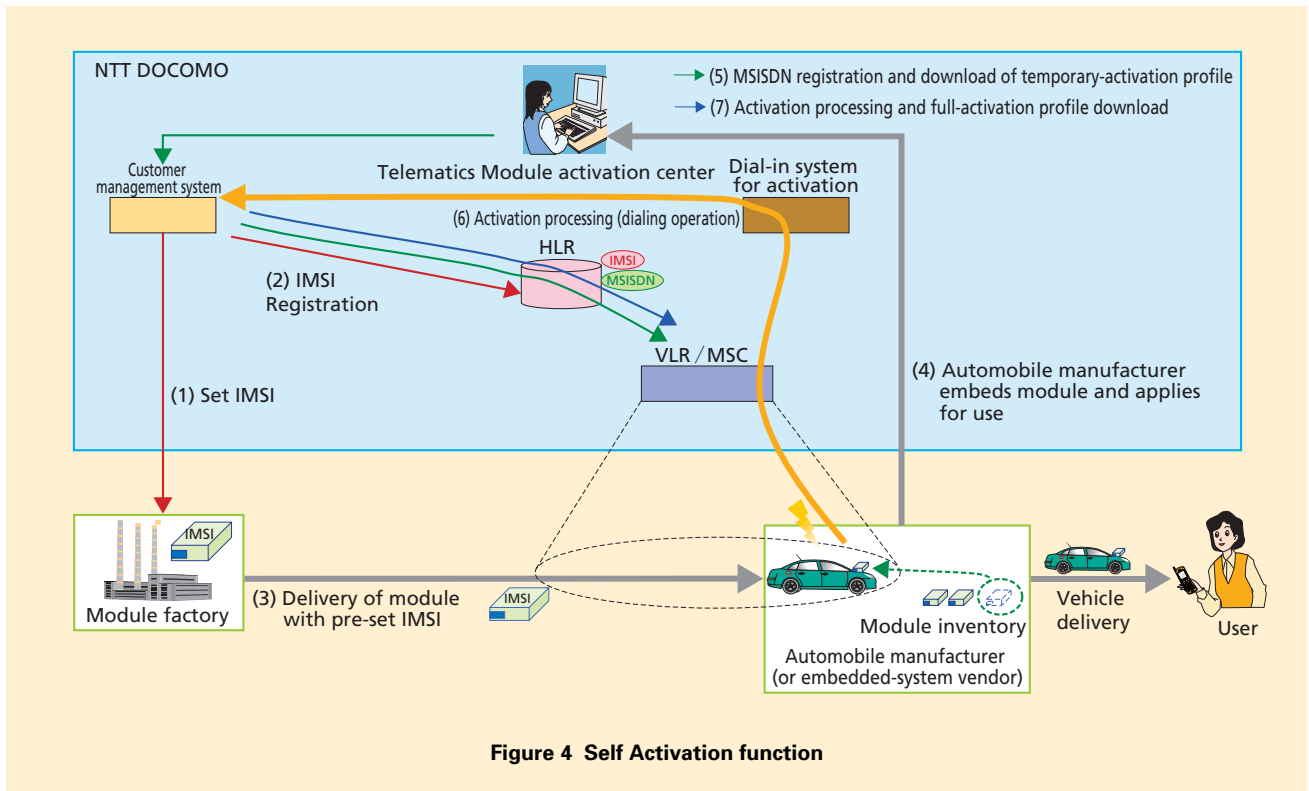 NTT DOCOMO
(5) MSISDN registration and download of temporary-activation profile
(7) Activation processing and full-activation profile download
Customer
management system
Telematics Module activation center
Dial-in system
for activation
(6) Activation processing (dialing operation)
HLR
IMSI
MSISDN
(2) IMSI
Registration
VLR/MSC
(1) Set IMSI
(4) Automobile manufacturer
embeds module and applies
for use
IMSI
Module factory
(3) Delivery of module
with pre-set IMSI
IMSI
Module inventory
Automobile manufacturer
(or embedded-system vendor)
Vehicle
delivery
User
Figure 4 Self Activation function